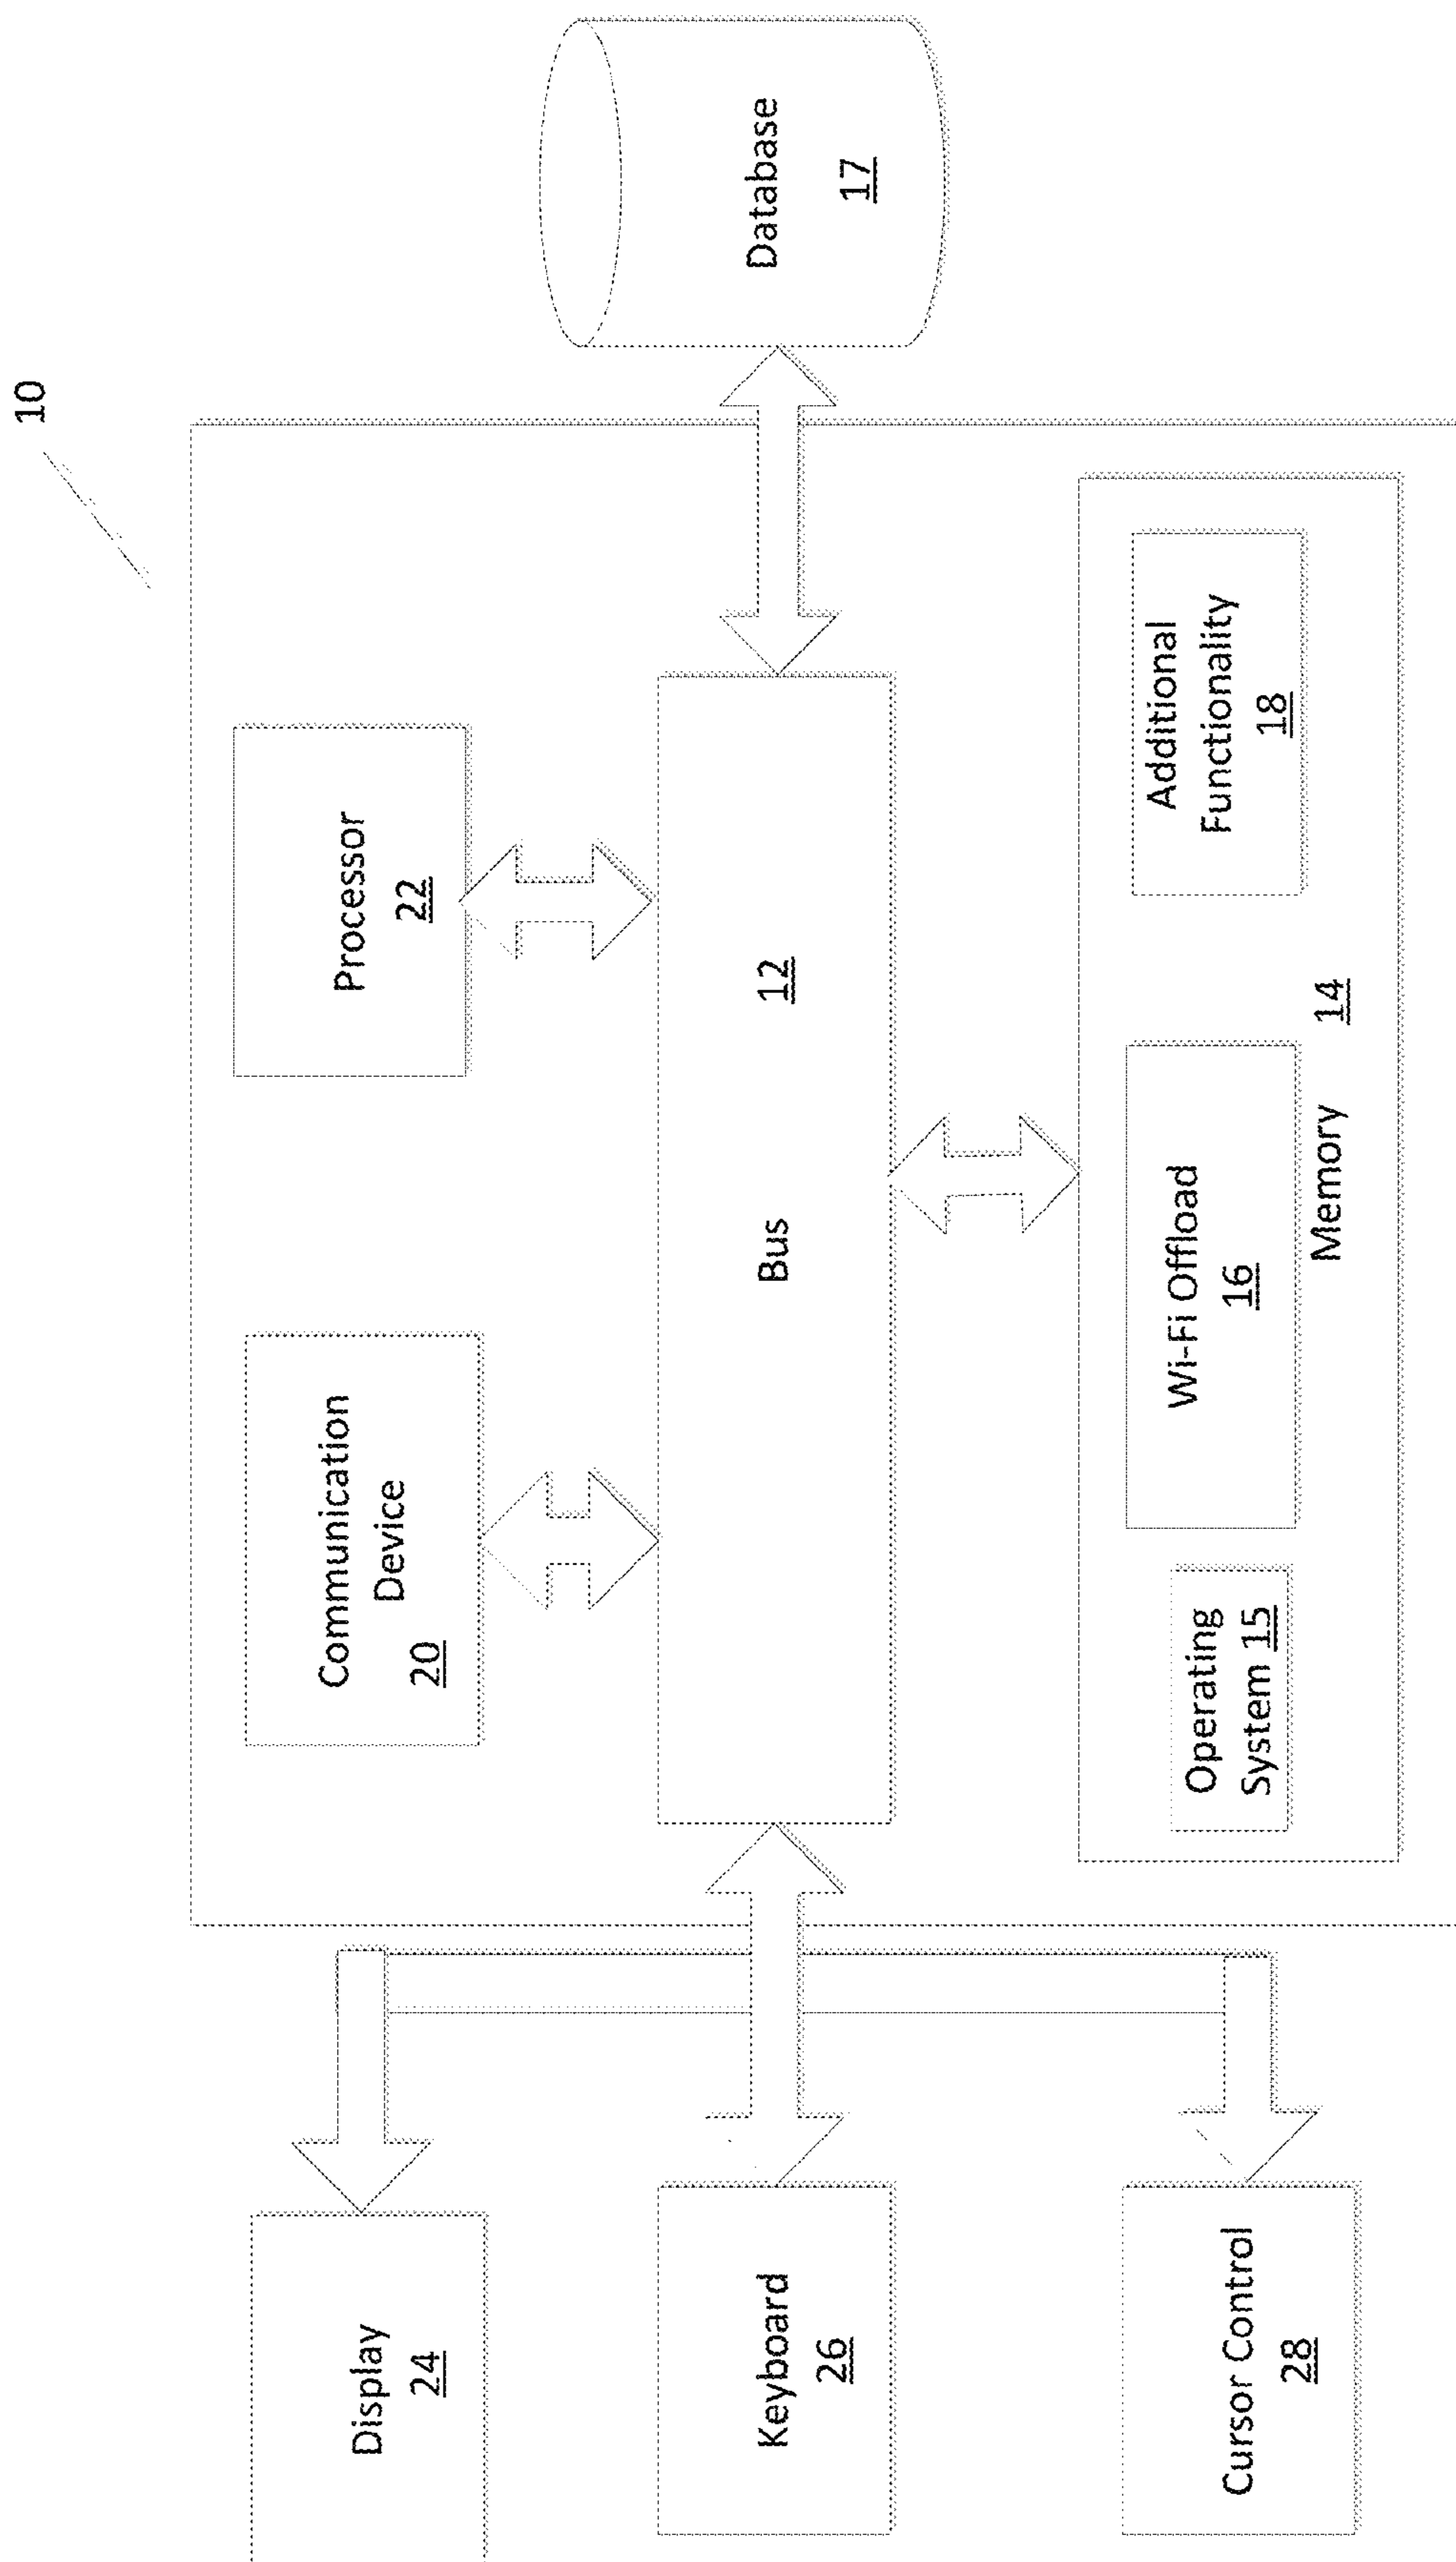 10
Display
24
Communication
Device
20
Processor
22
Keyboard
26
Bus
12
Database
17
Cursor Control
28
Operating
System 15
Wi-Fi Offload
16
Additional
Functionality
18
Memory
14